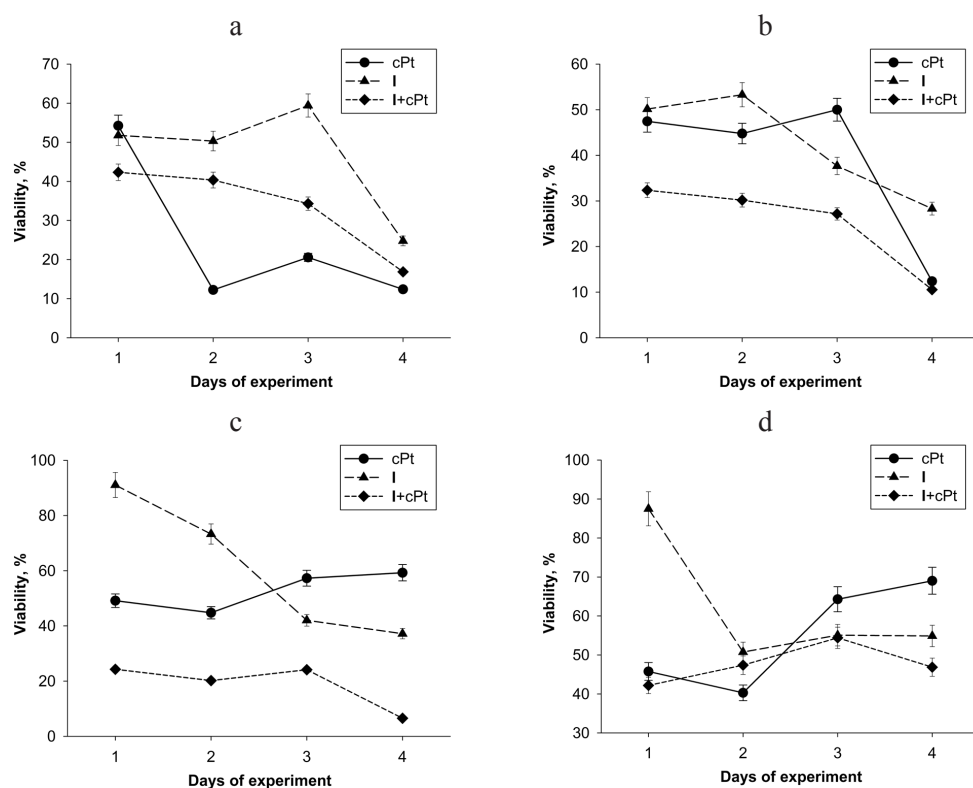 a
cPt
I
I+cPt
70
60
50
40
30
20
10
0
Viability, %
1 2 3 4
Days of experiment
b
cPt
I
I+cPt
60
50
40
30
20
10
0
Viability, %
1 2 3 4
Days of experiment
c
cPt
I
I+cPt
100
80
60
40
20
0
Viability, %
1 2 3 4
Days of experiment
d
cPt
I
I+cPt
100
90
80
70
60
50
40
30
Viability, %
1 2 3 4
Days of experiment